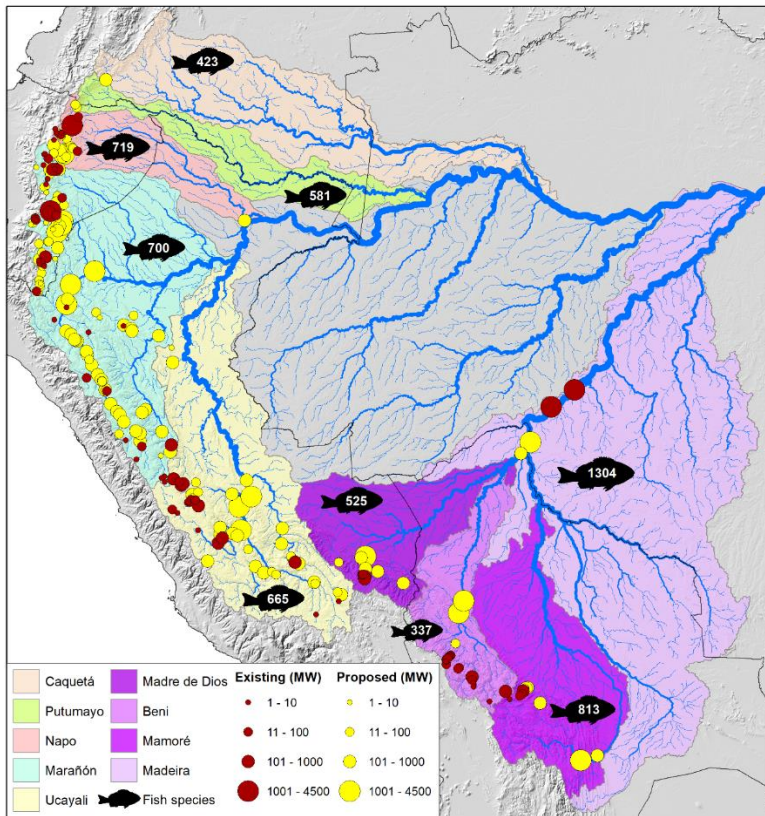 423
719
581
700
1304
525
665
337
813
Caquetá
Putumayo
Napo
Marañón
Ucayali
Madre de Dios
Beni
Mamoré
Madeira
Fish species
Existing (MW)
1 - 10
11 - 100
101 - 1000
1001 - 4500
Proposed (MW)
1 - 10
11 - 100
101 - 1000
1001 - 4500